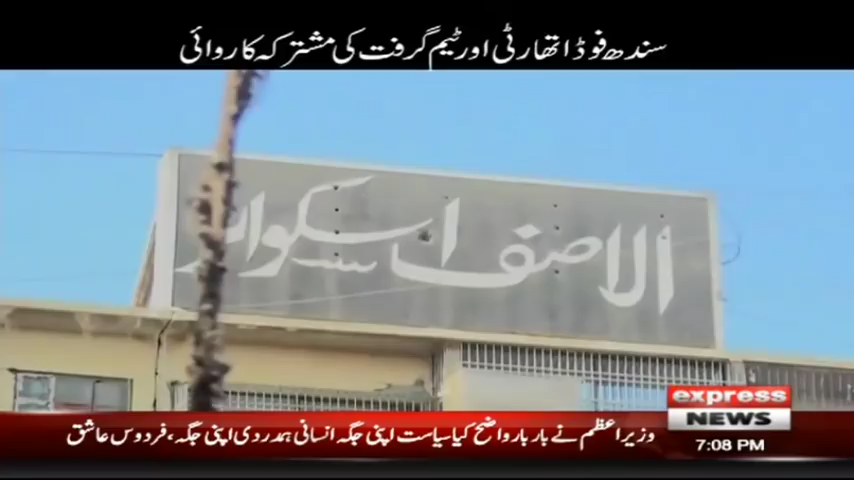 سندھ فوڈ اتھارٹی اور ٹیم گرفت کی مشترکہ کاروائی
الاصف اسکوائر
express
NEWS
وزیراعظم نے بار بار واضح کیا سیاست اپنی جگہ انسانی ہمدردی اپنی جگہ، فردوس عاشق
7:08 PM